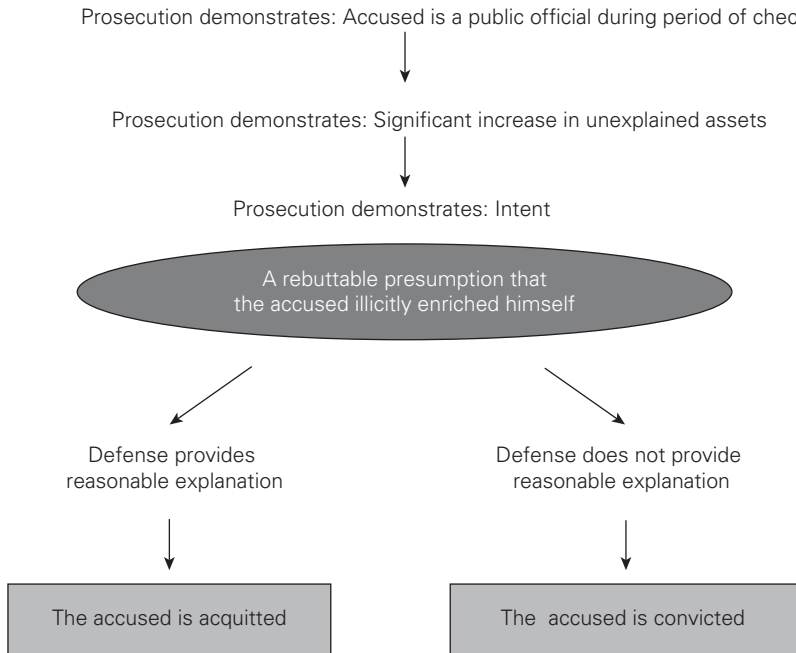 Prosecution demonstrates: Accused is a public official during period of chec
Prosecution demonstrates: Significant increase in unexplained assets
Prosecution demonstrates: Intent
A rebuttable presumption that
the accused illicitly enriched himself
Defense provides
reasonable explanation
Defense does not provide
reasonable explanation
The accused is acquitted
The accused is convicted